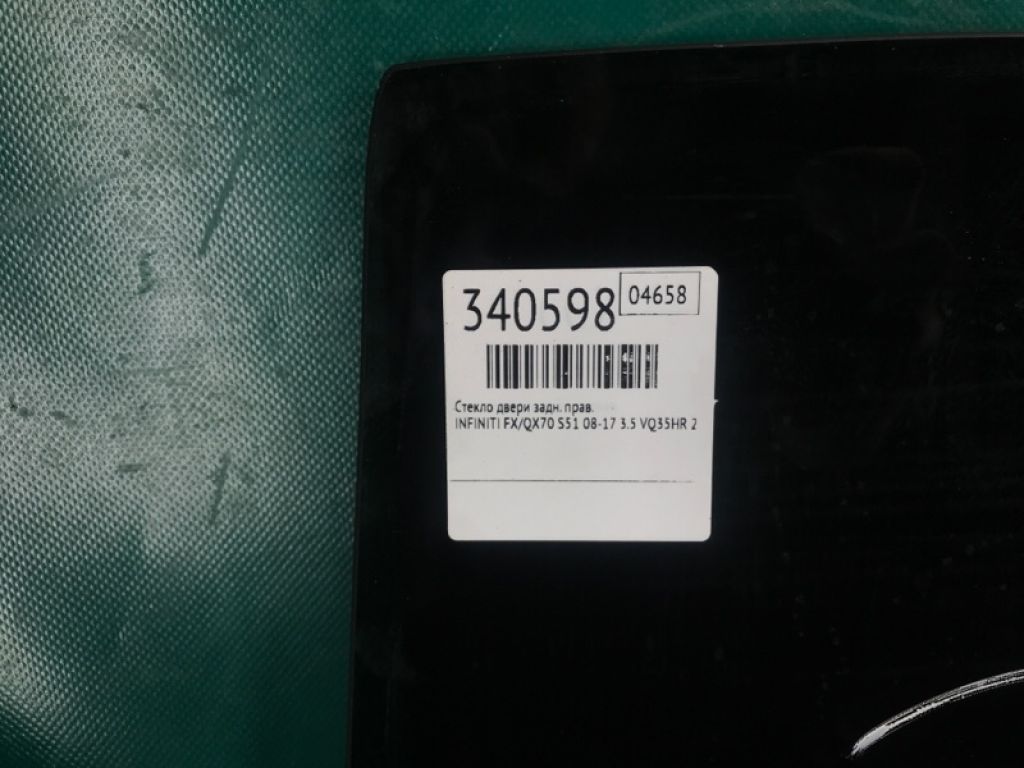 340598
04658
Стекло двери задн. прав.
INFINITI FX/QX70 S51 08-17 3.5 VQ35HR 2